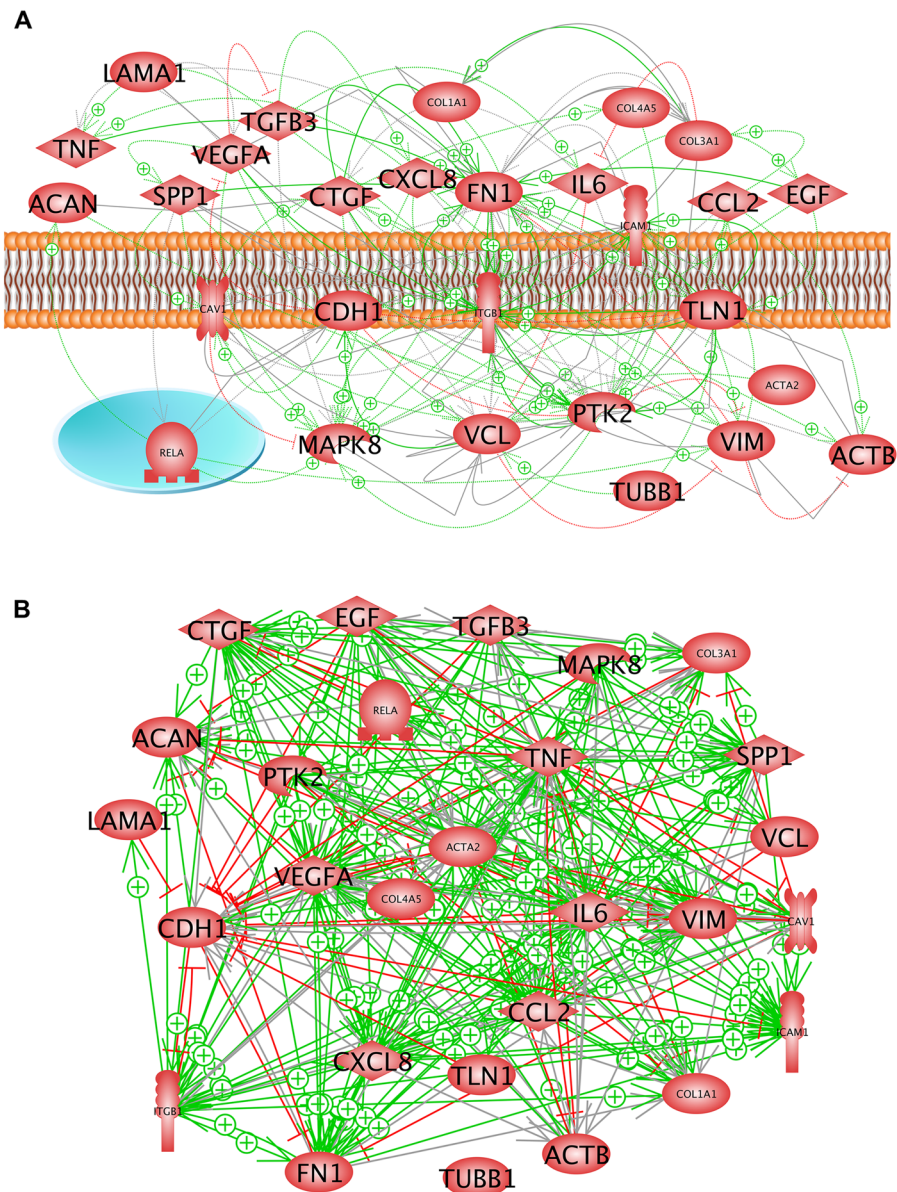 A
LAMA1
COL1A1
COL4A5
TGFB3
COL3A1
TNF
VEGFA
CXCL8
FN1
IL6
SPP1
CTGF
CCL2
EGF
ACAN
ICAM1
CAV1
CDH1
ITGB1
TLN1
ACTA2
PTK2
RELA
MAPK8
VCL
VIM
ACTB
TUBB1
B
CTGF
EGF
TGFB3
MAPK8
COL3A1
RELA
ACAN
TNF
SPP1
PTK2
LAMA1
VCL
ACTA2
VEGFA
COL4A5
IL6
VIM
CAV1
CDH1
CCL2
ICAM1
CXCL8
TLN1
COL1A1
ITGB1
ACTB
FN1
TUBB1